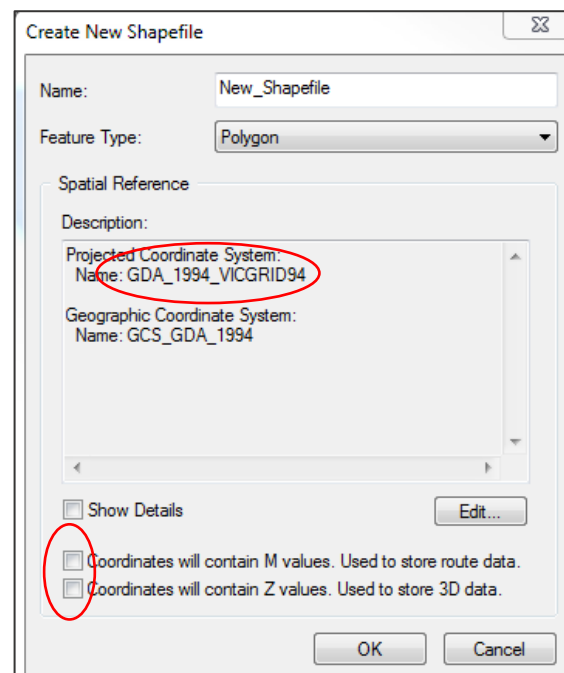 Create New Shapefile
Name: New_Shapefile
Feature Type: Polygon
Spatial Reference
Description:
Projected Coordinate System:
Name: GDA_1994_VICGRID94
Geographic Coordinate System:
Name: GCS_GDA_1994
Show Details Edit...
Coordinates will contain M values. Used to store route data.
Coordinates will contain Z values. Used to store 3D data.
OK Cancel